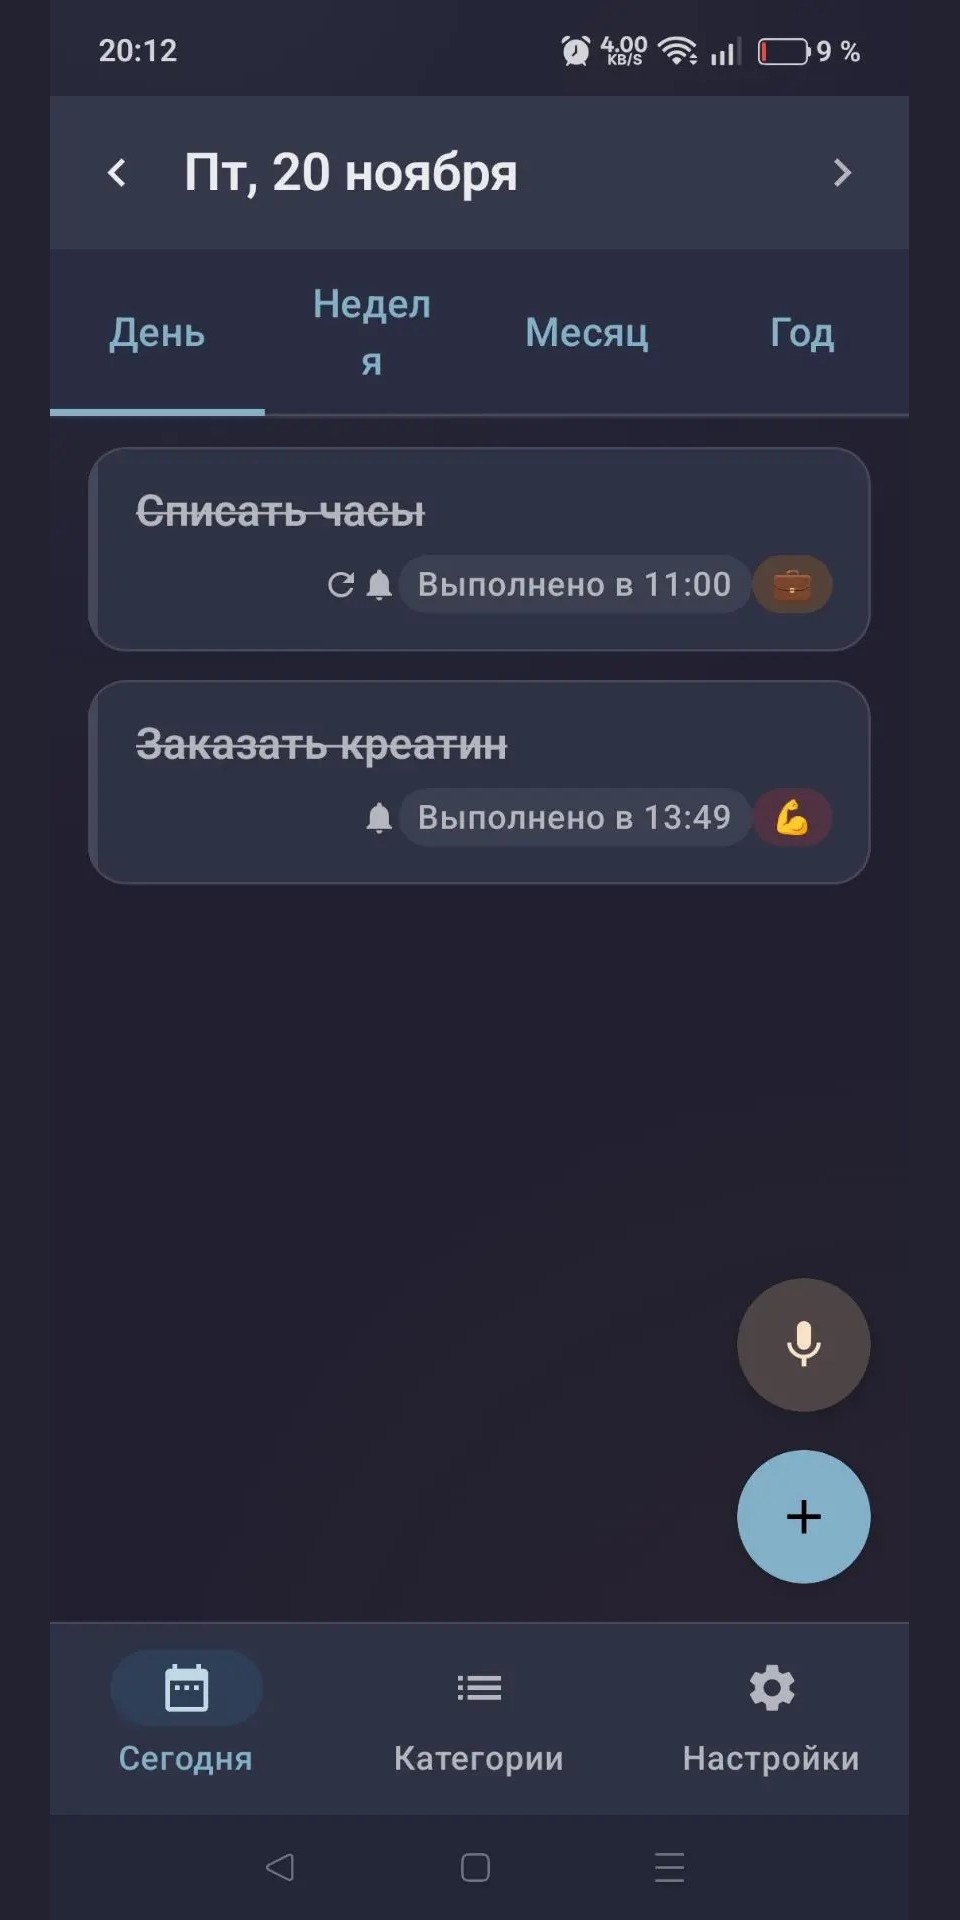 20:12
4.00
KB/S
9 %
Пт, 20 ноября
День
Недел
я
Месяц
Год
Списать часы
Выполнено в 11:00
Заказать креатин
Выполнено в 13:49
Сегодня
Категории
Настройки